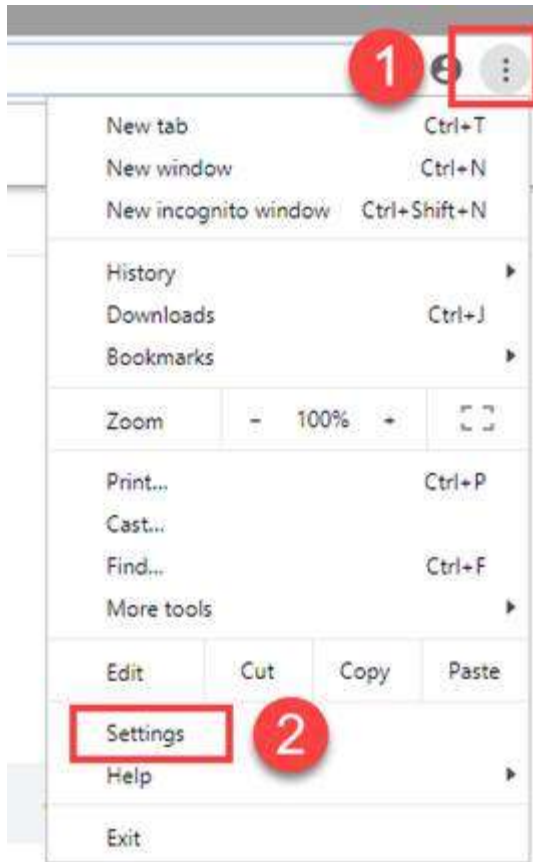 1
New tab Ctrl+T
New window Ctrl+N
New incognito window Ctrl+Shift+N
History
Downloads Ctrl+J
Bookmarks
Zoom - 100% +
Print... Ctrl+P
Cast...
Find... Ctrl+F
More tools
Edit Cut Copy Paste
Settings 2
Help
Exit